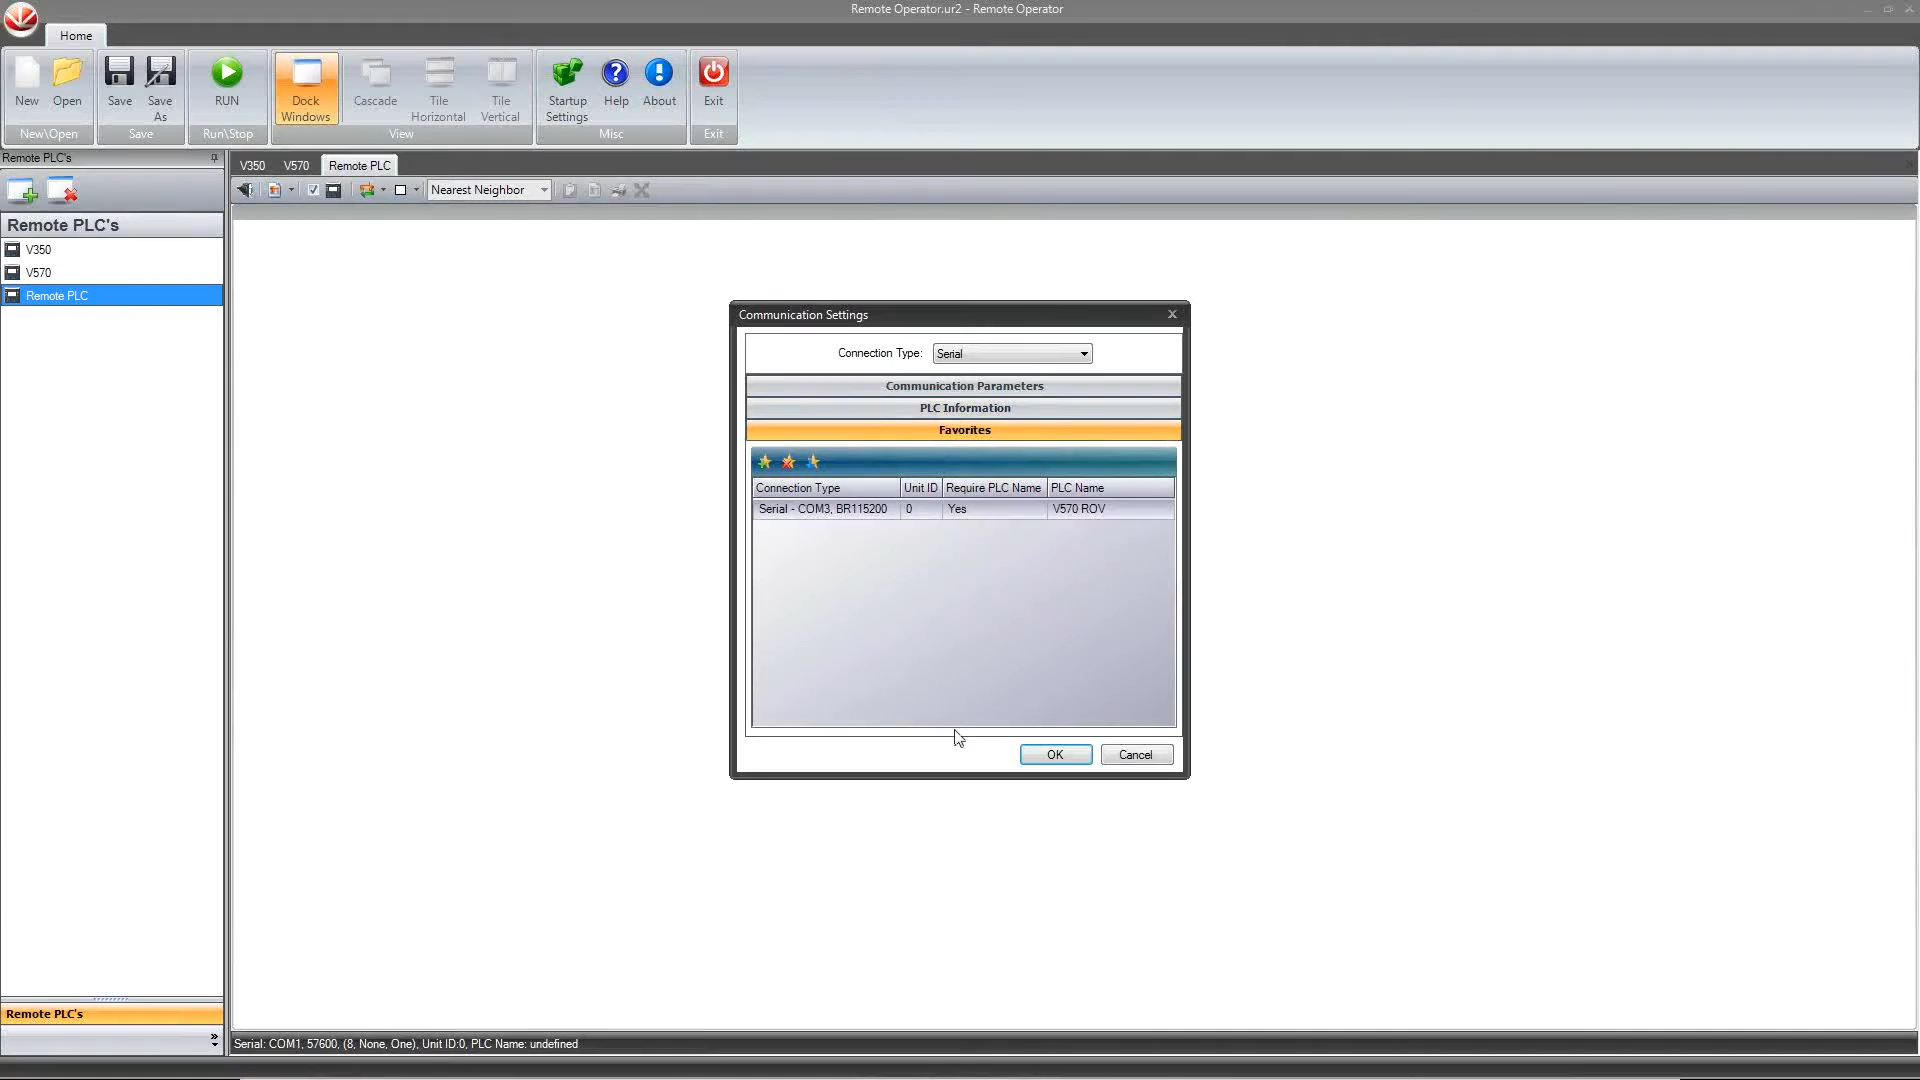 Remote Operator.ur2 - Remote Operator
Home
New
Open
Save
Save
As
RUN
Dock
Windows
Cascade
Tile
Horizontal
Tile
Vertical
Startup
Settings
Help
About
Exit
New\Open
Save
Run\Stop
View
Misc
Exit
Remote PLC's
V350
V570
Remote PLC
Nearest Neighbor
Remote PLC's
V350
V570
Remote PLC
Communication Settings
Connection Type:
Serial
Communication Parameters
PLC Information
Favorites
Connection Type
Unit ID
Require PLC Name
PLC Name
Serial - COM3, BR115200
0
Yes
V570 ROV
OK
Cancel
Remote PLC's
Serial: COM1, 57600, (8, None, One), Unit ID:0, PLC Name: undefined